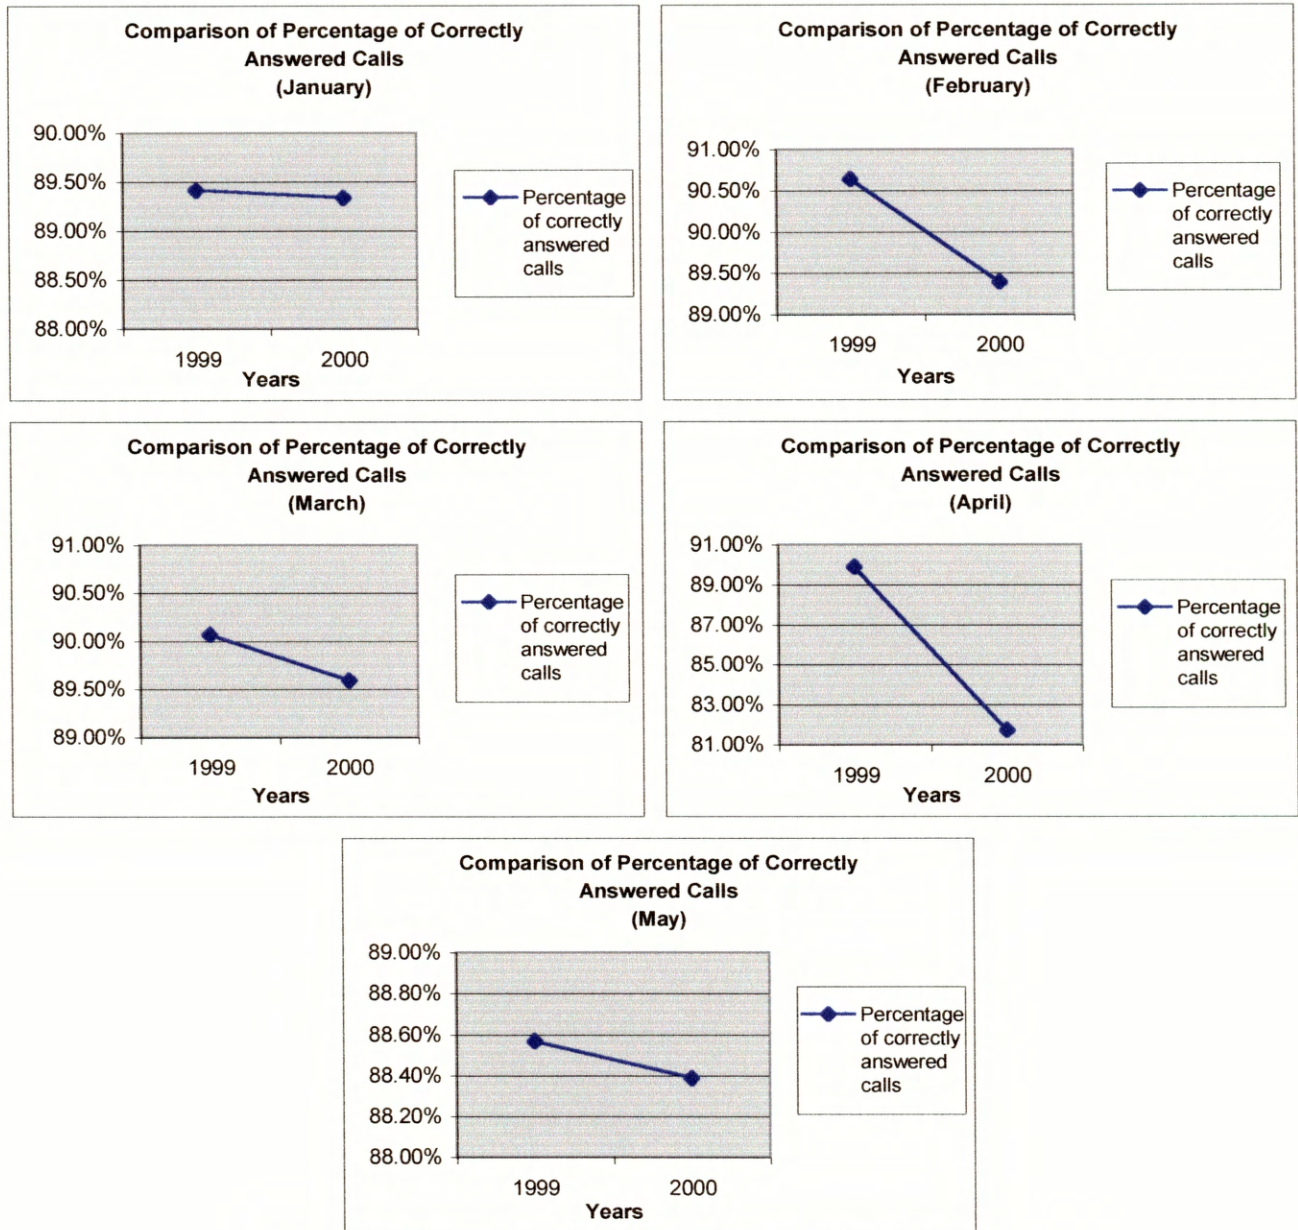 Comparison of Percentage of Correctly
Answered Calls
(January)
90.00%
89.50%
89.00%
88.50%
88.00%
1999 2000
Years
Percentage
of correctly
answered
calls
Comparison of Percentage of Correctly
Answered Calls
(February)
91.00%
90.50%
90.00%
89.50%
89.00%
1999 2000
Years
Percentage
of correctly
answered
calls
Comparison of Percentage of Correctly
Answered Calls
(March)
91.00%
90.50%
90.00%
89.50%
89.00%
1999 2000
Years
Percentage
of correctly
answered
calls
Comparison of Percentage of Correctly
Answered Calls
(April)
91.00%
89.00%
87.00%
85.00%
83.00%
81.00%
1999 2000
Years
Percentage
of correctly
answered
calls
Comparison of Percentage of Correctly
Answered Calls
(May)
89.00%
88.80%
88.60%
88.40%
88.20%
88.00%
1999 2000
Years
Percentage
of correctly
answered
calls